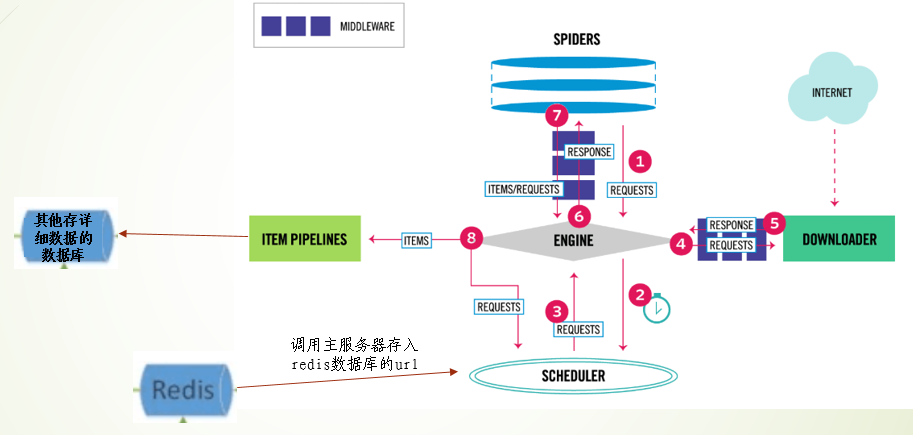 MIDDLEWARE
SPIDERS
INTERNET
7
RESPONSE
1
ITEMS/REQUESTS
REQUESTS
6
其他存详
细数据的
数据库
ITEM PIPELINES
ITEMS
8
ENGINE
4
RESPONSE
REQUESTS
5
DOWNLOADER
2
REQUESTS
3
REQUESTS
调用主服务器存入
redis数据库的url
Redis
SCHEDULER